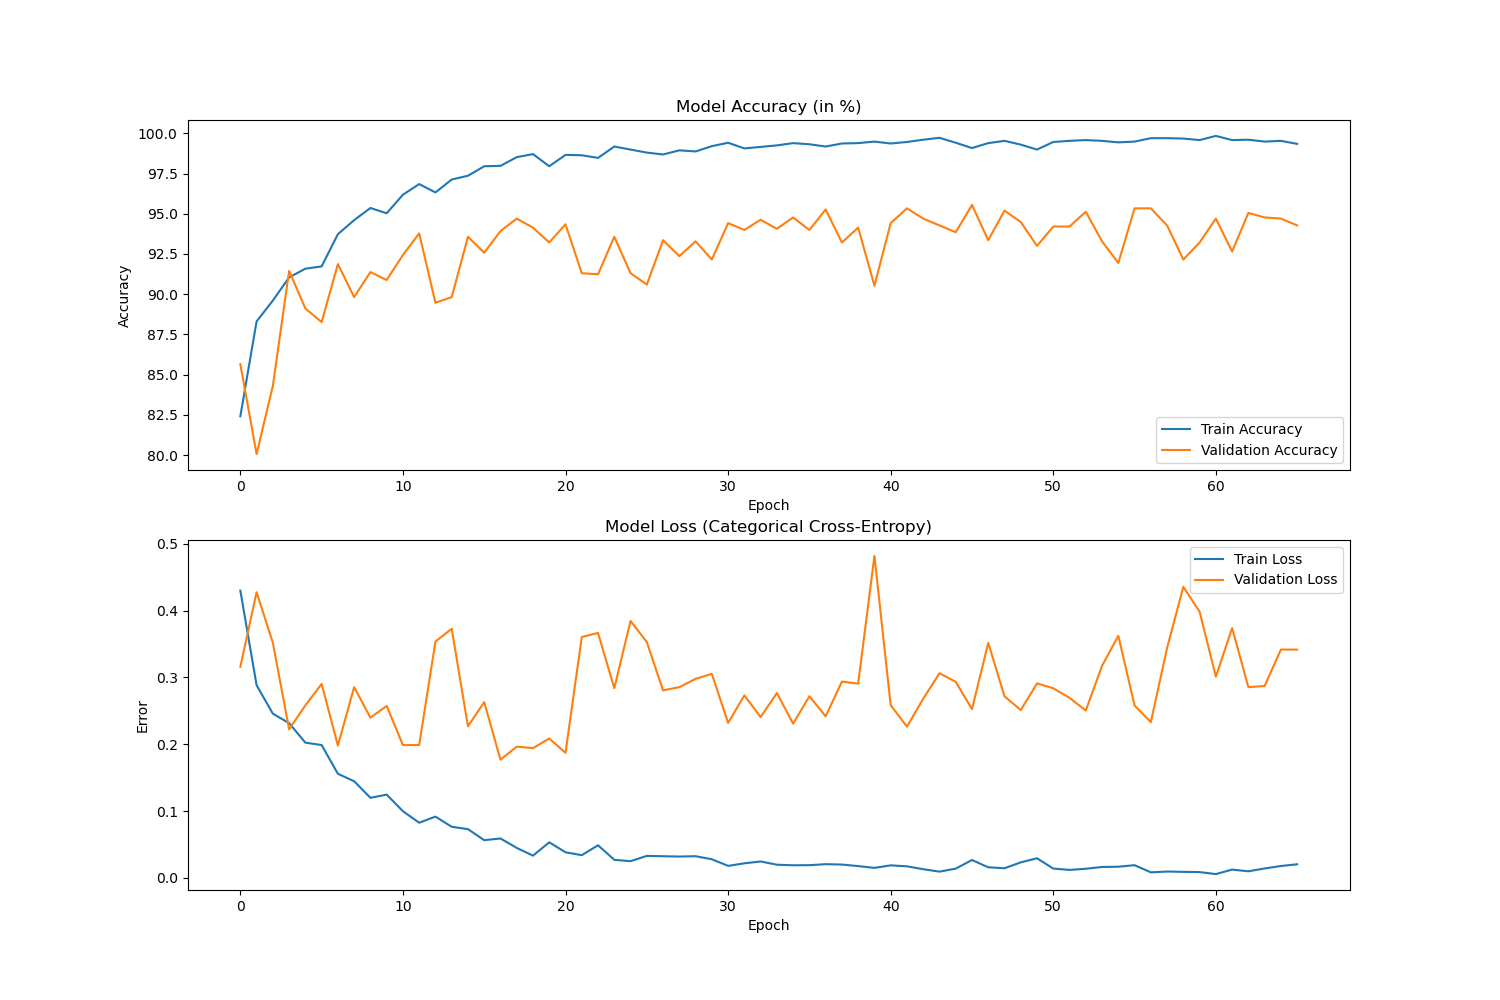 Model Accuracy (in %)
100.0
97.5
95.0
92.5
90.0
87.5
85.0
82.5
80.0
Accuracy
Train Accuracy
Validation Accuracy
0 10 20 30 40 50 60
Epoch
Model Loss (Categorical Cross-Entropy)
0.5
0.4
0.3
0.2
0.1
0.0
Error
Train Loss
Validation Loss
0 10 20 30 40 50 60
Epoch